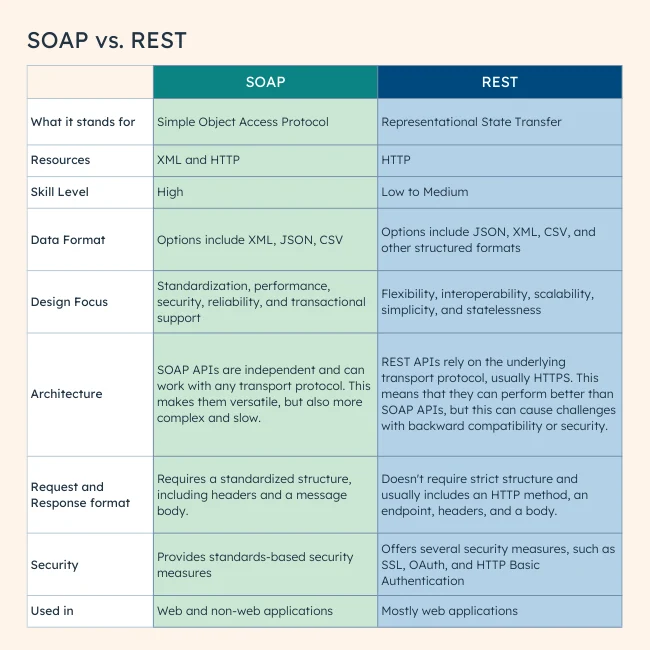 SOAP vs. REST
SOAP
REST
What it stands for
Simple Object Access Protocol
Representational State Transfer
Resources
XML and HTTP
HTTP
Skill Level
High
Low to Medium
Data Format
Options include XML, JSON, CSV
Options include JSON, XML, CSV, and
other structured formats
Design Focus
Standardization, performance,
security, reliability, and transactional
support
Flexibility, interoperability, scalability,
simplicity, and statelessness
Architecture
SOAP APIs are independent and can
work with any transport protocol. This
makes them versatile, but also more
complex and slow.
REST APIs rely on the underlying
transport protocol, usually HTTPS. This
means that they can perform better than
SOAP APIs, but this can cause challenges
with backward compatibility or security.
Request and
Response format
Requires a standardized structure,
including headers and a message
body.
Doesn't require strict structure and
usually includes an HTTP method, an
endpoint, headers, and a body.
Security
Provides standards-based security
measures
Offers several security measures, such as
SSL, OAuth, and HTTP Basic
Authentication
Used in
Web and non-web applications
Mostly web applications